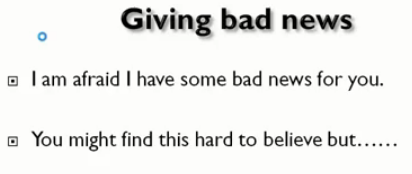 Giving bad news
I am afraid I have some bad news for you.
You might find this hard to believe but......